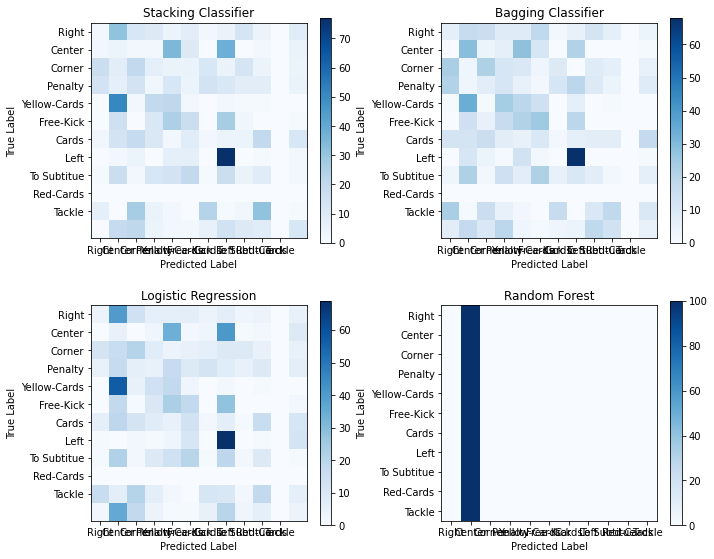 Stacking Classifier
Right
Center
Corner
Penalty
Yellow-Cards
Free-Kick
Cards
Left
To Subtitue
Red-Cards
Tackle
True Label
Predicted Label
0
10
20
30
40
50
60
70
Bagging Classifier
Right
Center
Corner
Penalty
Yellow-Cards
Free-Kick
Cards
Left
To Subtitue
Red-Cards
Tackle
True Label
Predicted Label
0
10
20
30
40
50
60
Logistic Regression
Right
Center
Corner
Penalty
Yellow-Cards
Free-Kick
Cards
Left
To Subtitue
Red-Cards
Tackle
True Label
Predicted Label
0
10
20
30
40
50
60
Random Forest
Right
Center
Corner
Penalty
Yellow-Cards
Free-Kick
Cards
Left
To Subtitue
Red-Cards
Tackle
True Label
Predicted Label
0
20
40
60
80
100